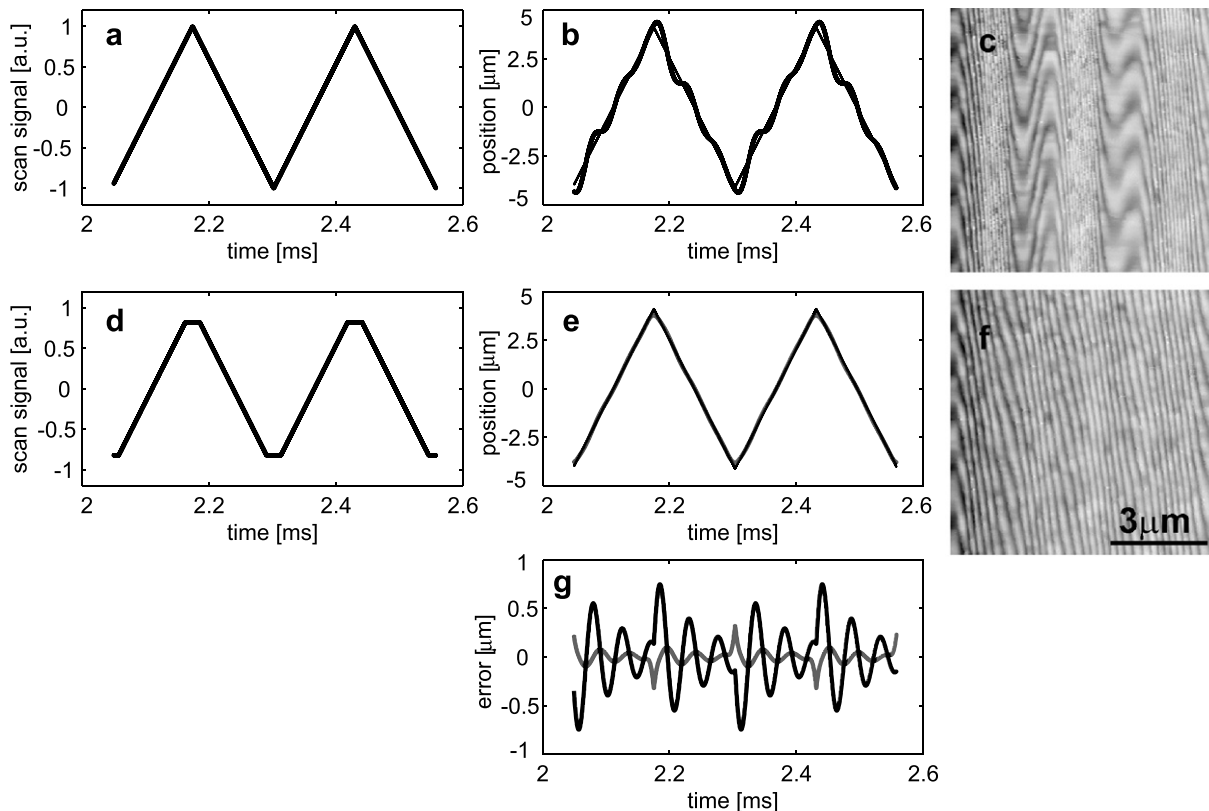 a
scan signal [a.u.]
1
0.5
0
-0.5
-1
2
2.2
2.4
2.6
time [ms]
b
position [μm]
5
2.5
0
-2.5
-5
2
2.2
2.4
2.6
time [ms]
c
d
scan signal [a.u.]
1
0.5
0
-0.5
-1
2
2.2
2.4
2.6
time [ms]
e
position [μm]
5
2.5
0
-2.5
-5
2
2.2
2.4
2.6
time [ms]
f
3μm
g
error [μm]
1
0.5
0
-0.5
-1
2
2.2
2.4
2.6
time [ms]